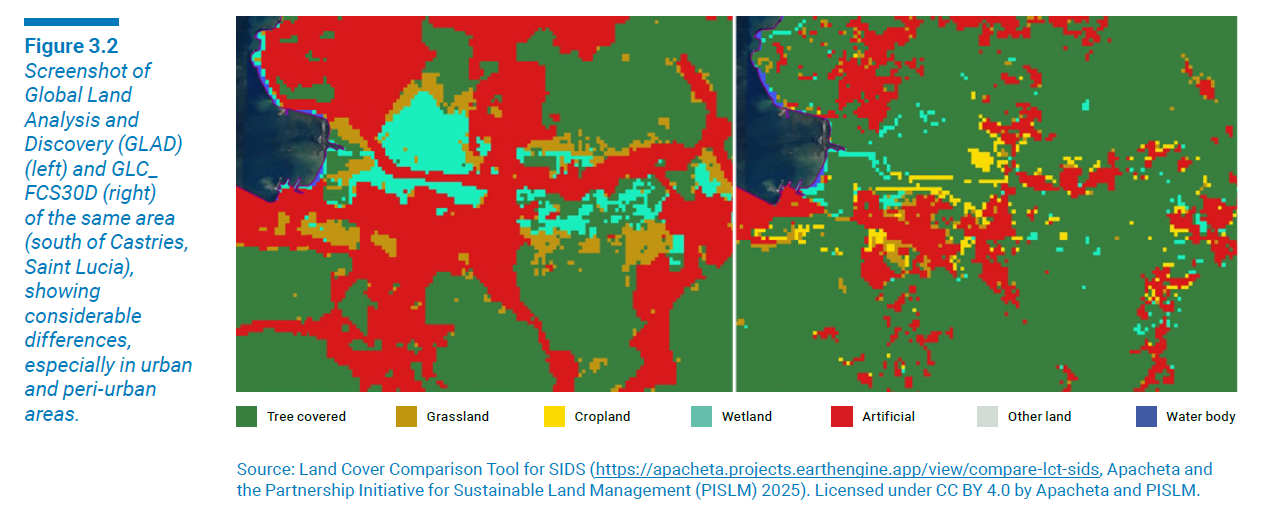 Figure 3.2
Screenshot of
Global Land
Analysis and
Discovery (GLAD)
(left) and GLC_
FCS30D (right)
of the same area
(south of Castries,
Saint Lucia),
showing
considerable
differences,
especially in urban
and peri-urban
areas.
Tree covered
Grassland
Cropland
Wetland
Artificial
Other land
Water body
Source: Land Cover Comparison Tool for SIDS (https://apacheta.projects.earthengine.app/view/compare-lct-sids, Apacheta and
the Partnership Initiative for Sustainable Land Management (PISLM) 2025). Licensed under CC BY 4.0 by Apacheta and PISLM.